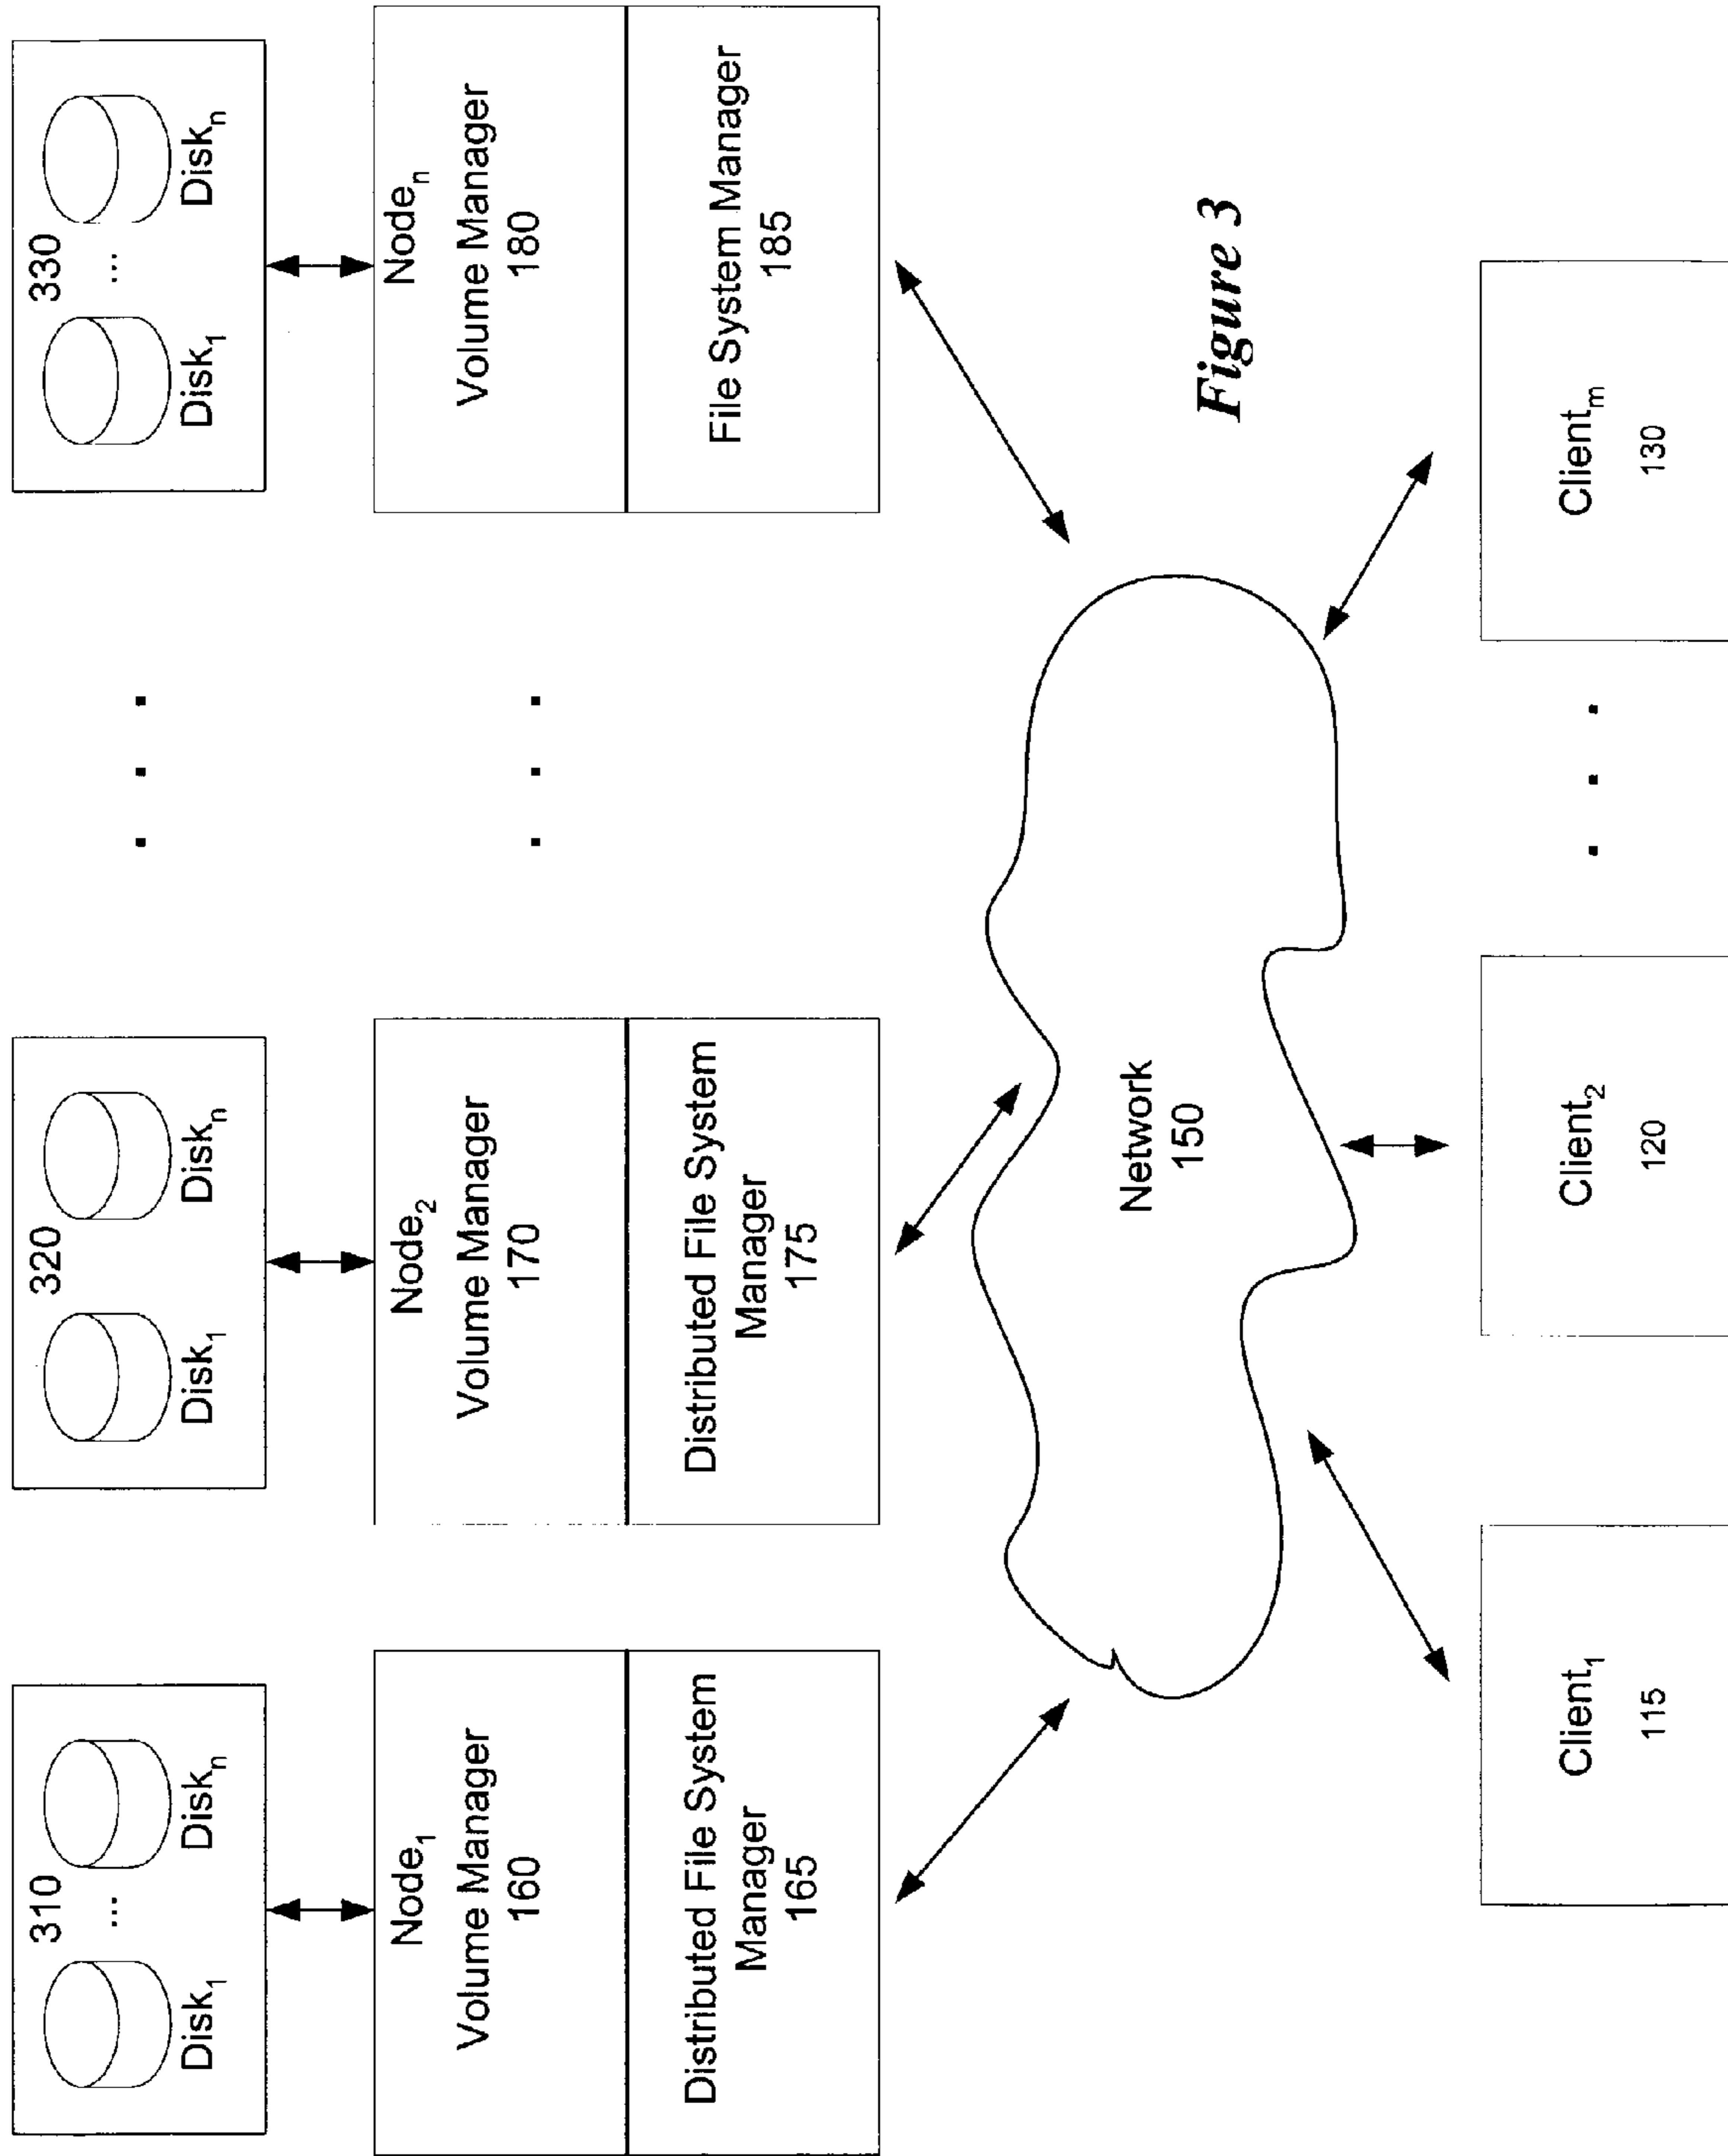 310
...
Disk1 Diskn
320
Disk1 Diskn
. . .
330
...
Disk1 Diskn
Node1
Volume Manager
160
Distributed File System
Manager
165
Node2
Volume Manager
170
Distributed File System
Manager
175
. . .
Noden
Volume Manager
180
File System Manager
185
Network
150
Figure 3
Client1
115
Client2
120
. . .
Clientm
130